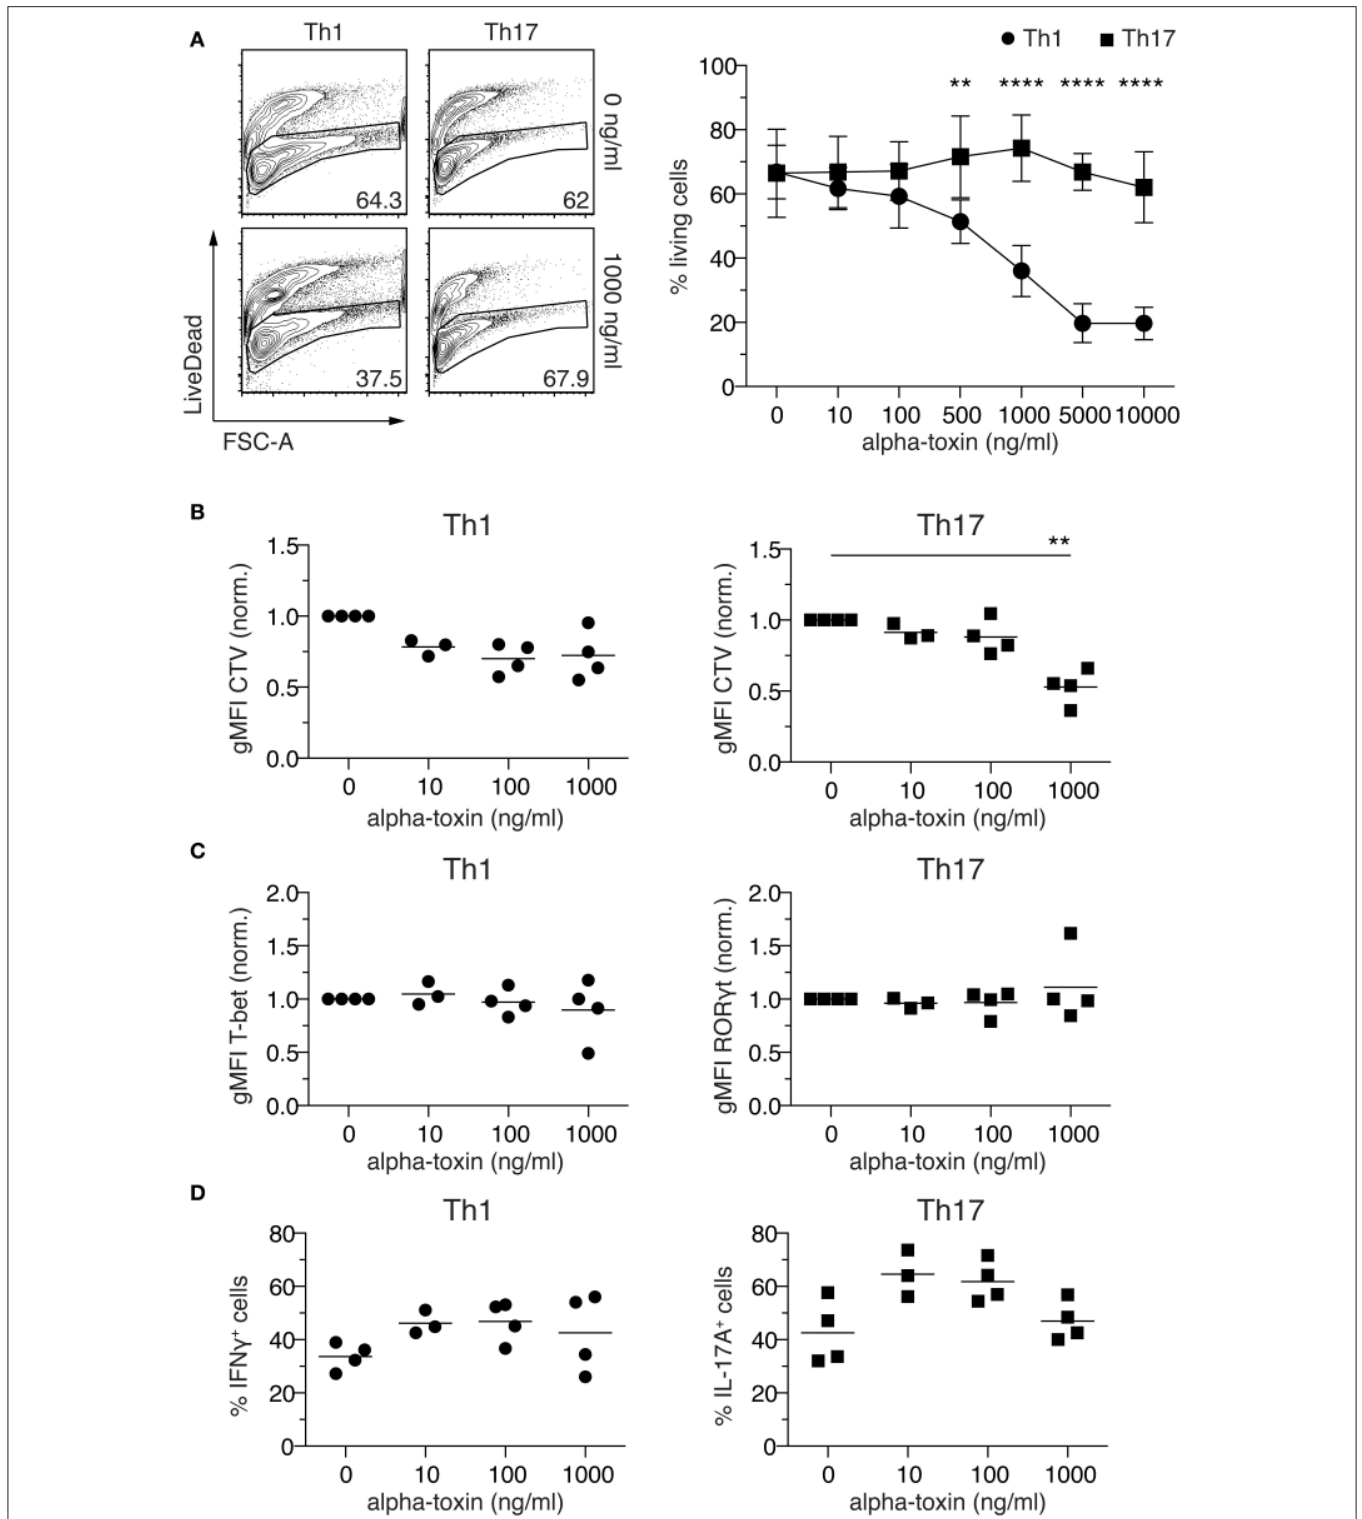 A
Th1
Th17
0 ng/ml
64.3
62
1000 ng/ml
37.5
67.9
LiveDead
FSC-A
Th1
Th17
** **** **** ****
100
80
60
40
20
0
% living cells
0 10 100 500 1000 5000 10000
alpha-toxin (ng/ml)
B
Th1
1.5
1.0
0.5
0.0
gMFI CTV (norm.)
0 10 100 1000
alpha-toxin (ng/ml)
Th17
**
1.5
1.0
0.5
0.0
gMFI CTV (norm.)
0 10 100 1000
alpha-toxin (ng/ml)
C
Th1
2.0
1.5
1.0
0.5
0.0
gMFI T-bet (norm.)
0 10 100 1000
alpha-toxin (ng/ml)
Th17
2.0
1.5
1.0
0.5
0.0
gMFI RORγt (norm.)
0 10 100 1000
alpha-toxin (ng/ml)
D
Th1
80
60
40
20
0
% IFNγ⁺ cells
0 10 100 1000
alpha-toxin (ng/ml)
Th17
80
60
40
20
0
% IL-17A⁺ cells
0 10 100 1000
alpha-toxin (ng/ml)